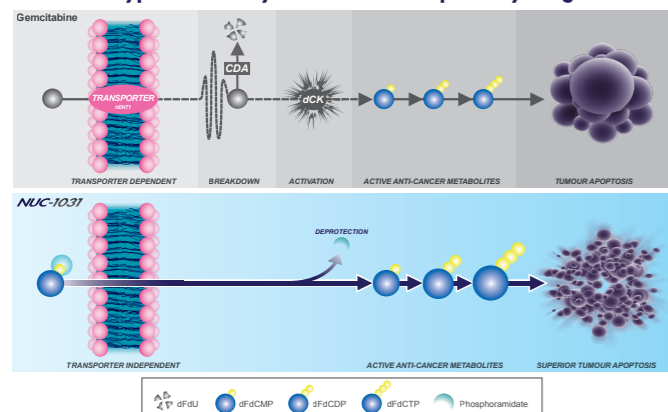 Gemcitabine
CDA
TRANSPORTER
hENT1
dCK
TRANSPORTER DEPENDENT
BREAKDOWN
ACTIVATION
ACTIVE ANTI-CANCER METABOLITES
TUMOUR APOPTOSIS
NUC-1031
DEPROTECTION
TRANSPORTER INDEPENDENT
ACTIVE ANTI-CANCER METABOLITES
SUPERIOR TUMOUR APOPTOSIS
dFdU dFdCMP dFdCDP dFdCTP Phosphoramidate